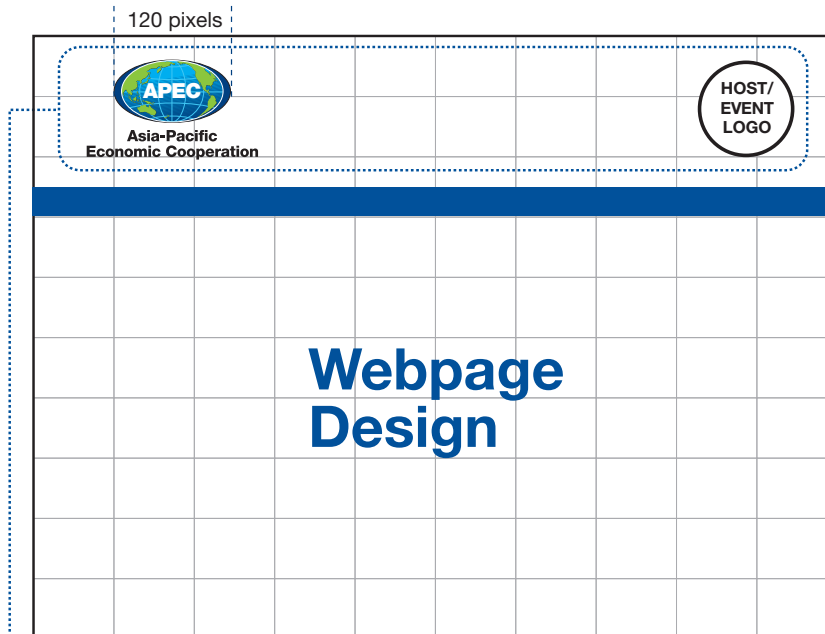 120 pixels
APEC
Asia-Pacific
Economic Cooperation
HOST/
EVENT
LOGO
Webpage
Design